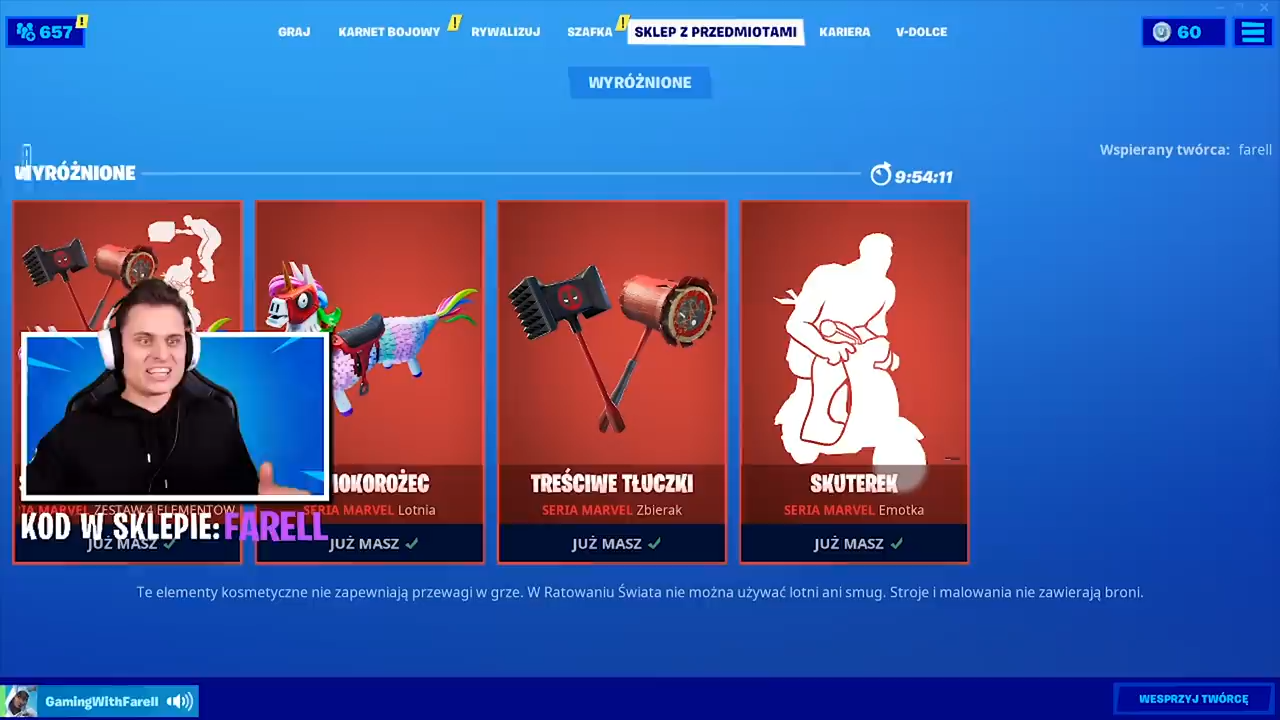 657
GRAJ
KARNET BOJOWY
RYWALIZUJ
SZAFKA
SKLEP Z PRZEDMIOTAMI
KARIERA
V-DOLCE
60
WYRÓŻNIONE
Wspierany twórca: farell
WYRÓŻNIONE
9:54:11
TREŚCIWE TŁUCZKI
SKUTEREK
ZESTAW 4 ELEMENTÓW
SERIA MARVEL Lotnia
SERIA MARVEL Zbierak
SERIA MARVEL Emotka
KOD W SKLEPIE: FARELL
JUŻ MASZ
JUŻ MASZ
JUŻ MASZ
JUŻ MASZ
Te elementy kosmetyczne nie zapewniają przewagi w grze. W Ratowaniu Świata nie można używać lotni ani smug. Stroje i malowania nie zawierają broni.
GamingWithFarell
WESPRZYJ TWÓRCĘ